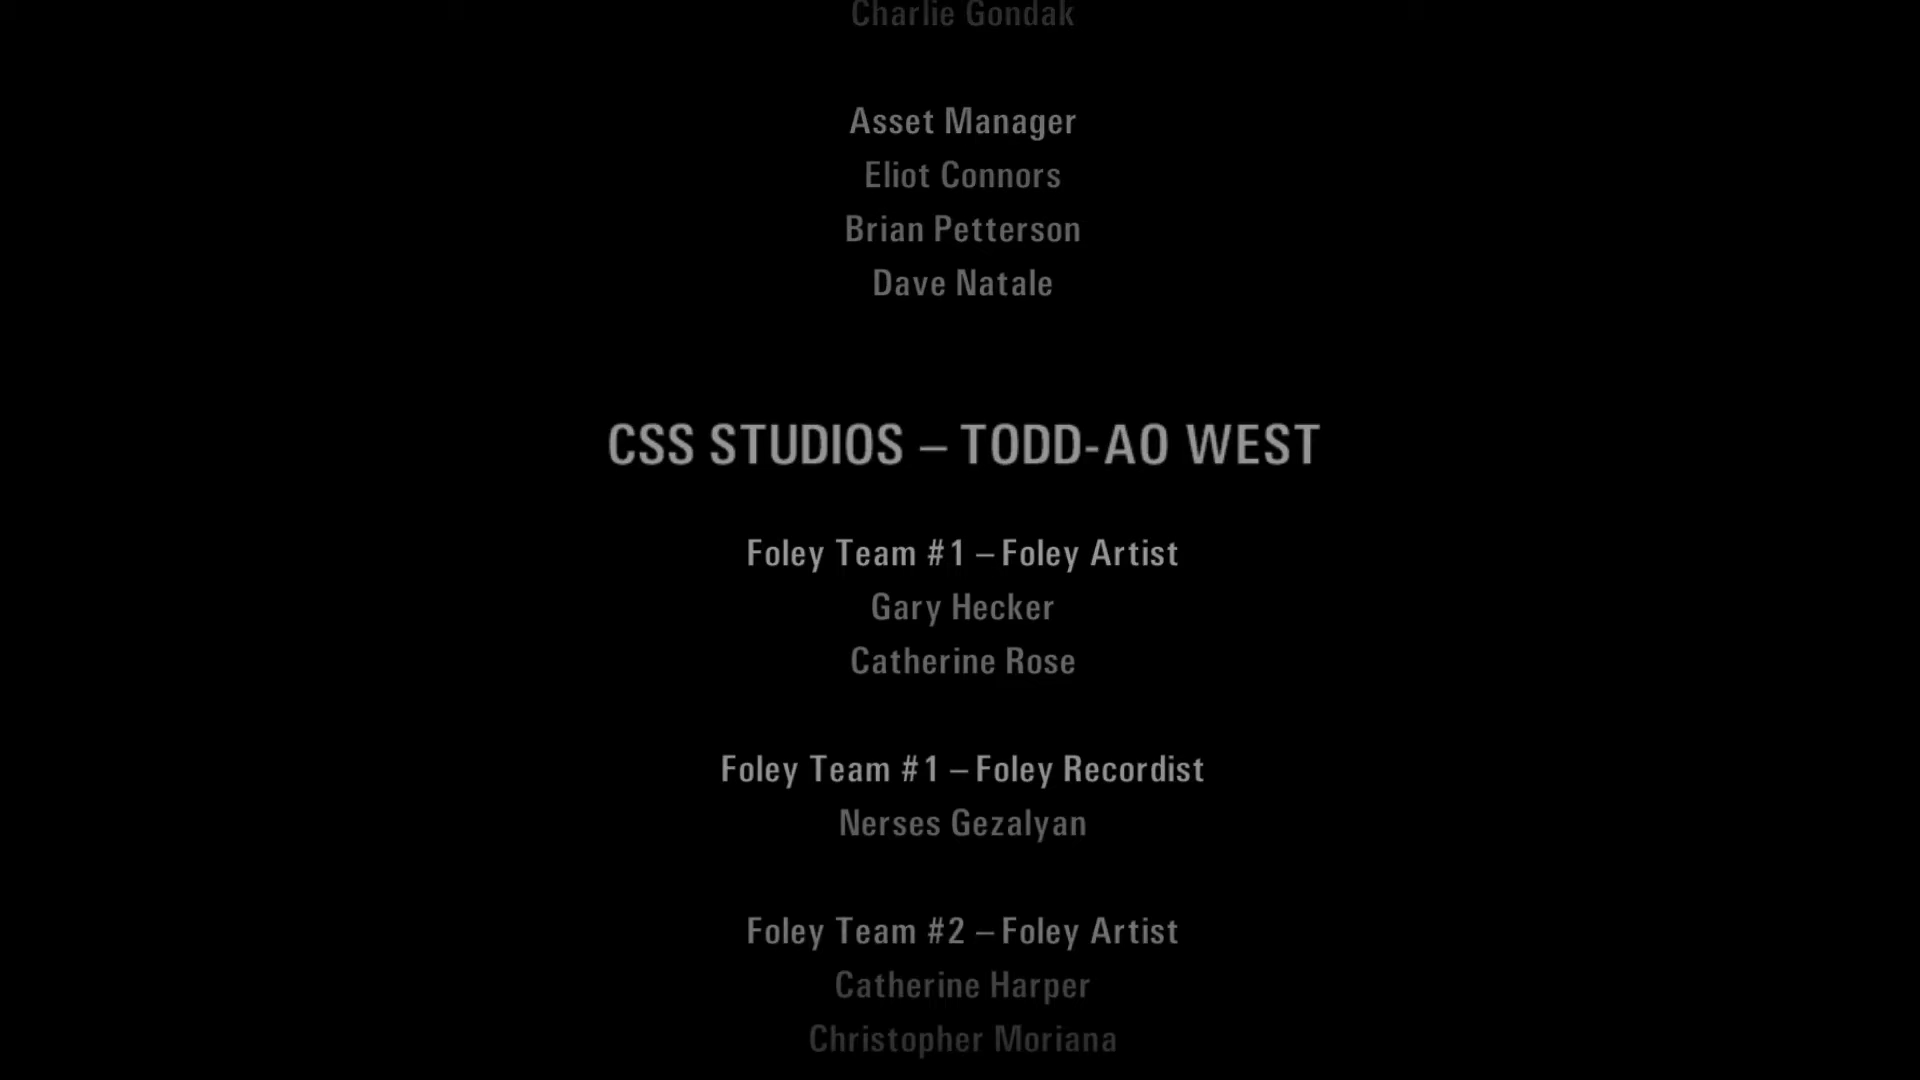 Charlie Gondak
Asset Manager
Eliot Connors
Brian Petterson
Dave Natale
CSS STUDIOS – TODD-AO WEST
Foley Team #1 – Foley Artist
Gary Hecker
Catherine Rose
Foley Team #1 – Foley Recordist
Nerses Gezalyan
Foley Team #2 – Foley Artist
Catherine Harper
Christopher Moriana